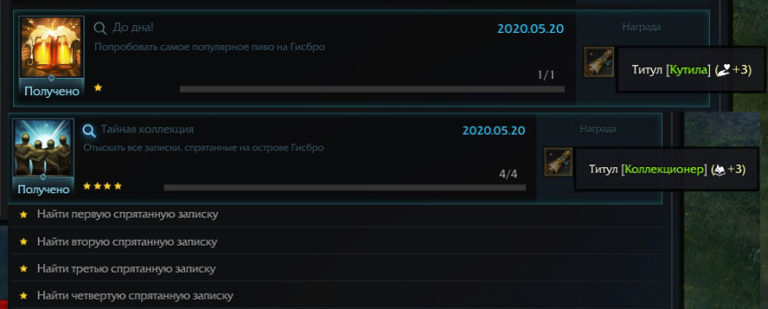 До дна!
2020.05.20
Награда
Попробовать самое популярное пиво на Гисбро
Титул [Кутила] (+3)
1/1
Получено
Тайная коллекция
2020.05.20
Награда
Отыскать все записки, спрятанные на острове Гисбро
Титул [Коллекционер] (+3)
4/4
Получено
Найти первую спрятанную записку
Найти вторую спрятанную записку
Найти третью спрятанную записку
Найти четвертую спрятанную записку